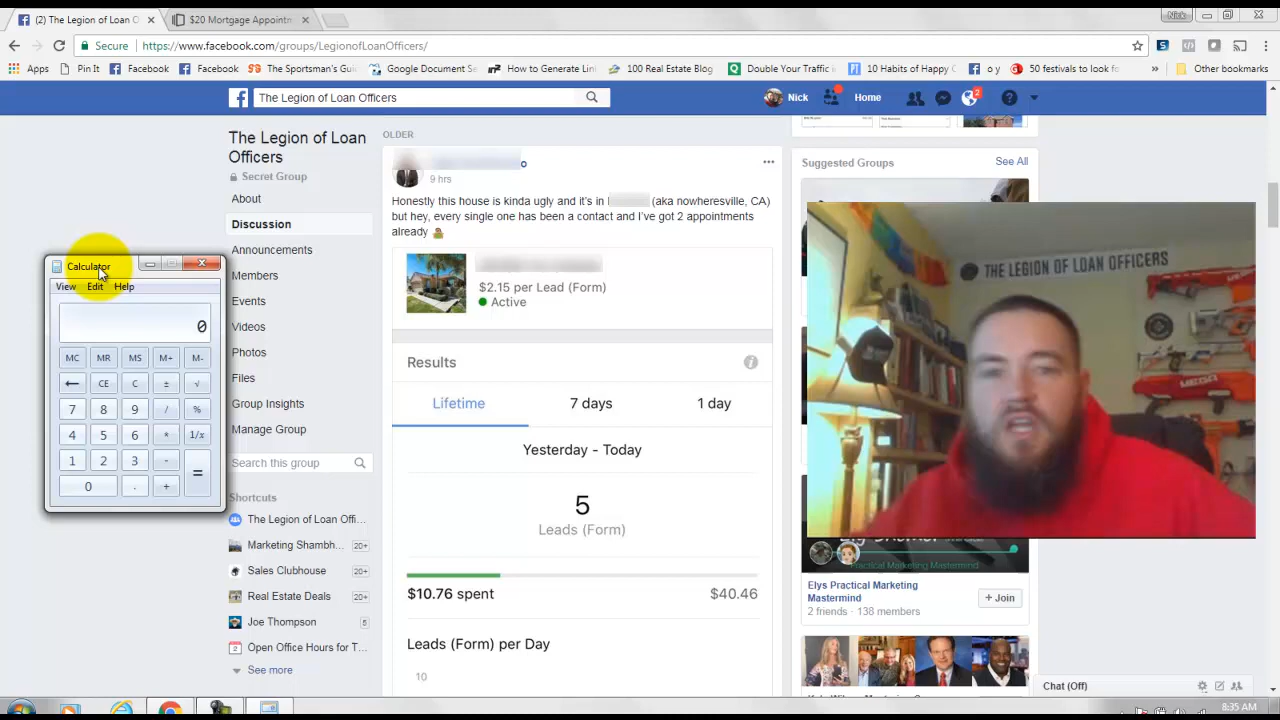 (2) The Legion of Loan O
$20 Mortgage Appointm
Nick
Secure
https://www.facebook.com/groups/LegionofLoanOfficers/
Apps
Pin It
Facebook
Facebook
The Sportsman's Gui
Google Document Se
How to Generate Lin
100 Real Estate Blog
Double Your Traffic i
10 Habits of Happy C
o y
50 festivals to look fo
»
Other bookmarks
The Legion of Loan Officers
Nick
Home
2
The Legion of Loan
Officers
Secret Group
About
Discussion
Announcements
Members
Events
Videos
Photos
Files
Group Insights
Manage Group
Search this group
Shortcuts
The Legion of Loan Offi...
Marketing Shambh... 20+
Sales Clubhouse 20+
Real Estate Deals 20+
Joe Thompson 5
Open Office Hours for T...
See more
Calculator
View Edit Help
0
MC MR MS M+ M-
← CE C ± √
7 8 9 / %
4 5 6 * 1/x
1 2 3 - =
0 . +
OLDER
o
9 hrs
Honestly this house is kinda ugly and it's in (aka nowheresville, CA)
but hey, every single one has been a contact and I've got 2 appointments
already
$2.15 per Lead (Form)
Active
Results
Lifetime 7 days 1 day
Yesterday - Today
5
Leads (Form)
$10.76 spent $40.46
Leads (Form) per Day
10
Suggested Groups See All
THE LEGION OF LOAN OFFICERS
MEGA
Practical Marketing Mastermind
Elys Practical Marketing
Mastermind
2 friends · 138 members
+ Join
Chat (Off)
8:35 AM